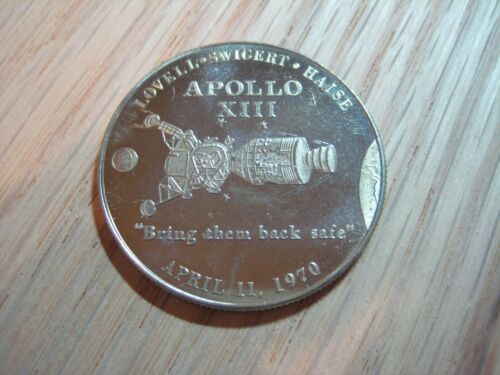 LOVELL • SWIGERT • HAISE
APOLLO
XIII
"Bring them back safe"
APRIL 11, 1970